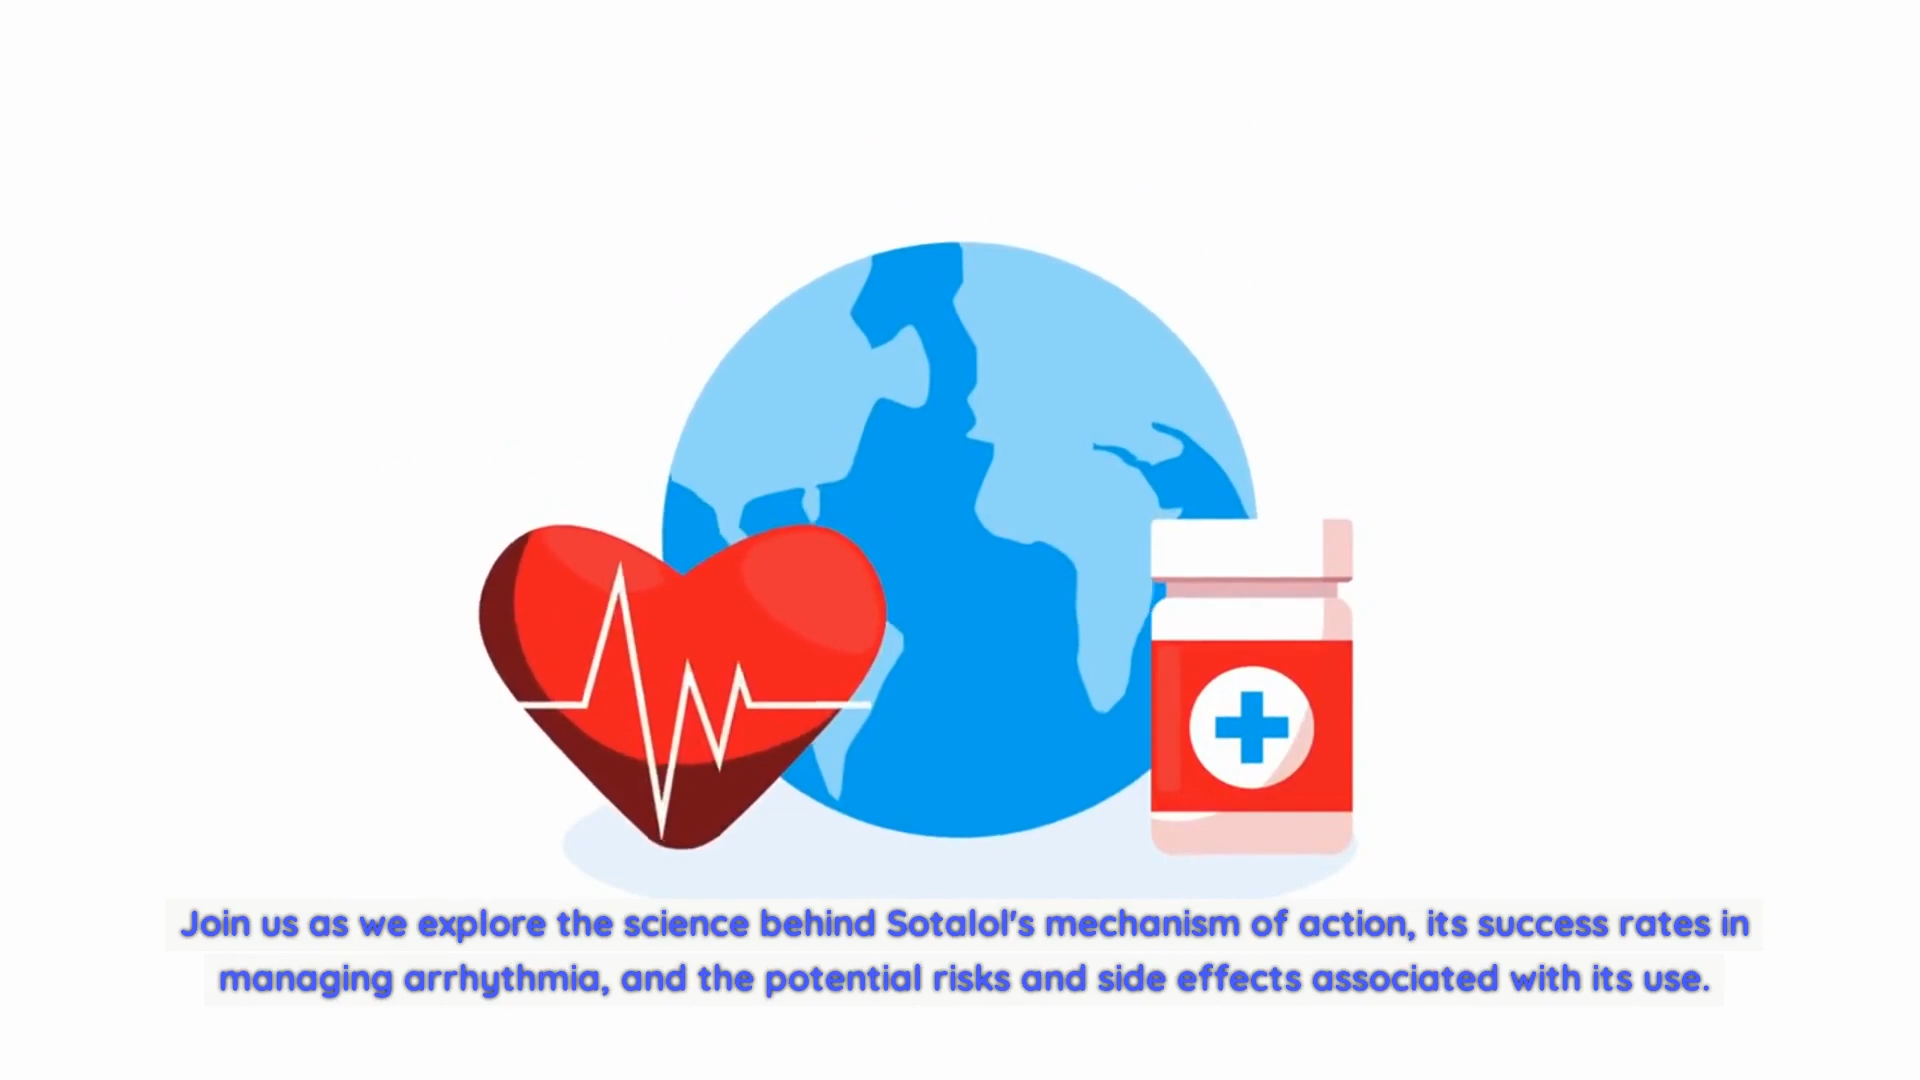 Join us as we explore the science behind Sotalol's mechanism of action, its success rates in
managing arrhythmia, and the potential risks and side effects associated with its use.